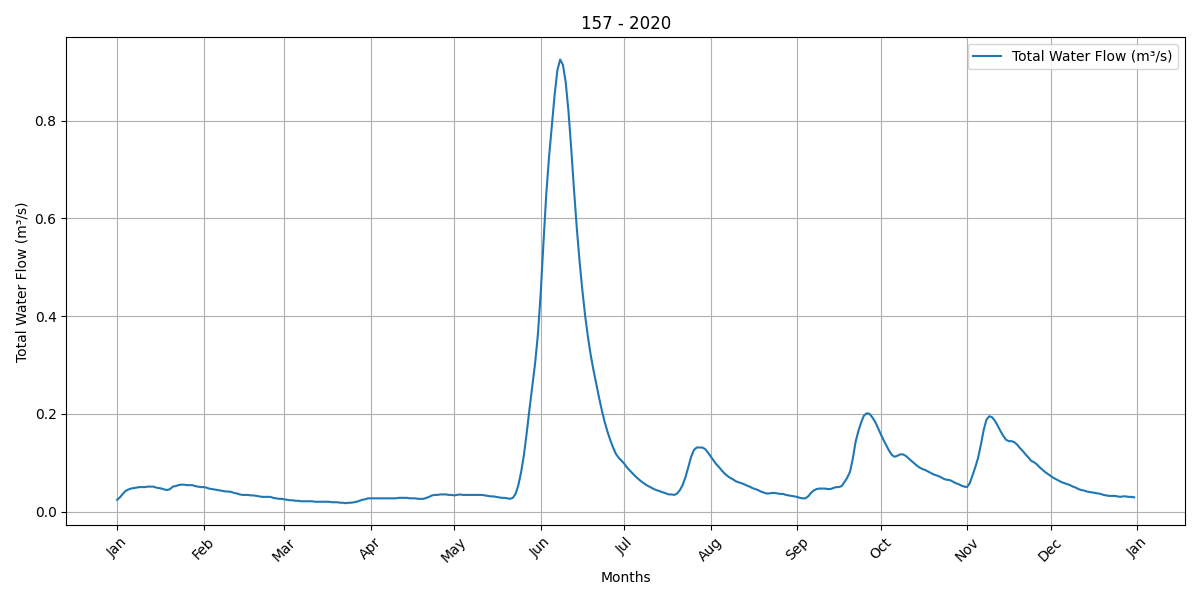 157 - 2020
Total Water Flow (m³/s)
Total Water Flow (m³/s)
0.8
0.6
0.4
0.2
0.0
Jan Feb Mar Apr May Jun Jul Aug Sep Oct Nov Dec Jan
Months